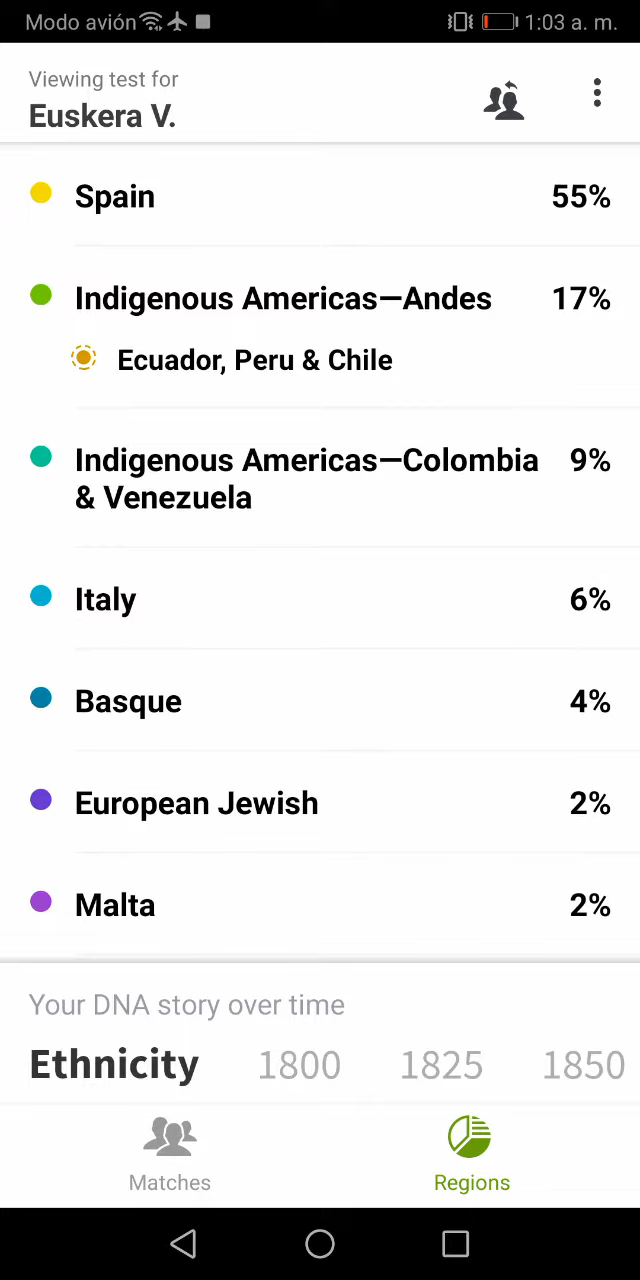 Modo avión 1:03 a. m.
Viewing test for
Euskera V.
Spain 55%
Indigenous Americas—Andes 17%
Ecuador, Peru & Chile
Indigenous Americas—Colombia 9%
& Venezuela
Italy 6%
Basque 4%
European Jewish 2%
Malta 2%
Your DNA story over time
Ethnicity 1800 1825 1850
Matches Regions